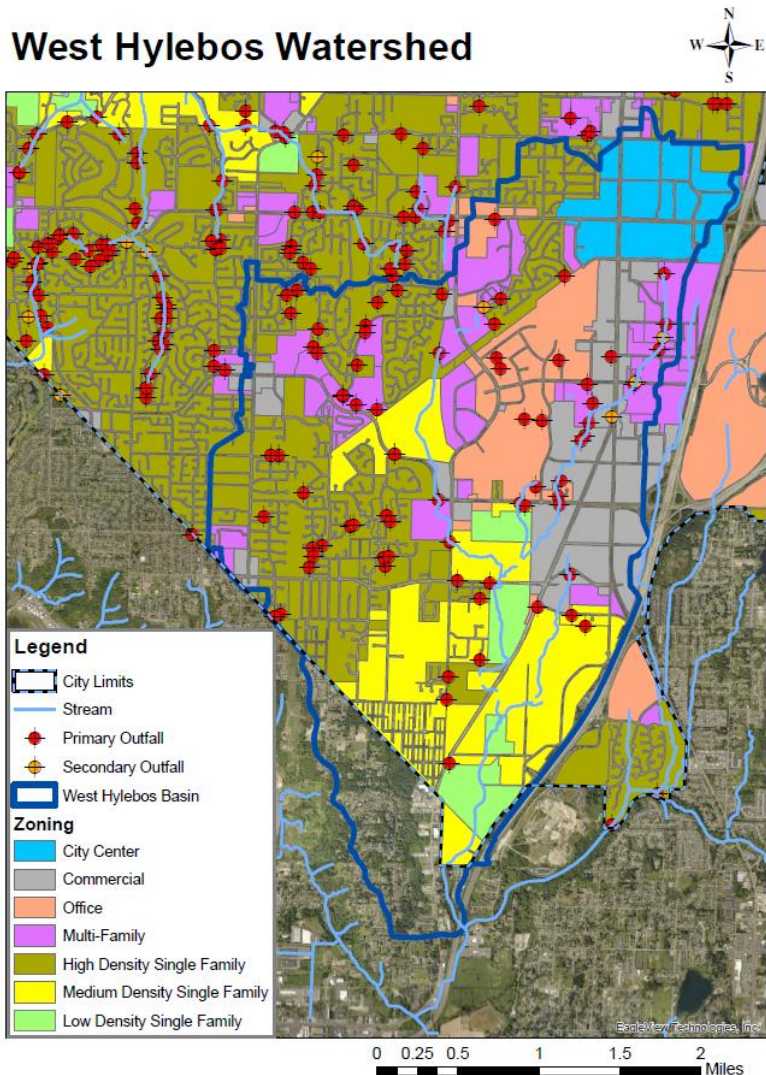 West Hylebos Watershed
N
W E
S
Legend
City Limits
Stream
Primary Outfall
Secondary Outfall
West Hylebos Basin
Zoning
City Center
Commercial
Office
Multi-Family
High Density Single Family
Medium Density Single Family
Low Density Single Family
EagleView Technologies, Inc.
0 0.25 0.5 1 1.5 2
Miles